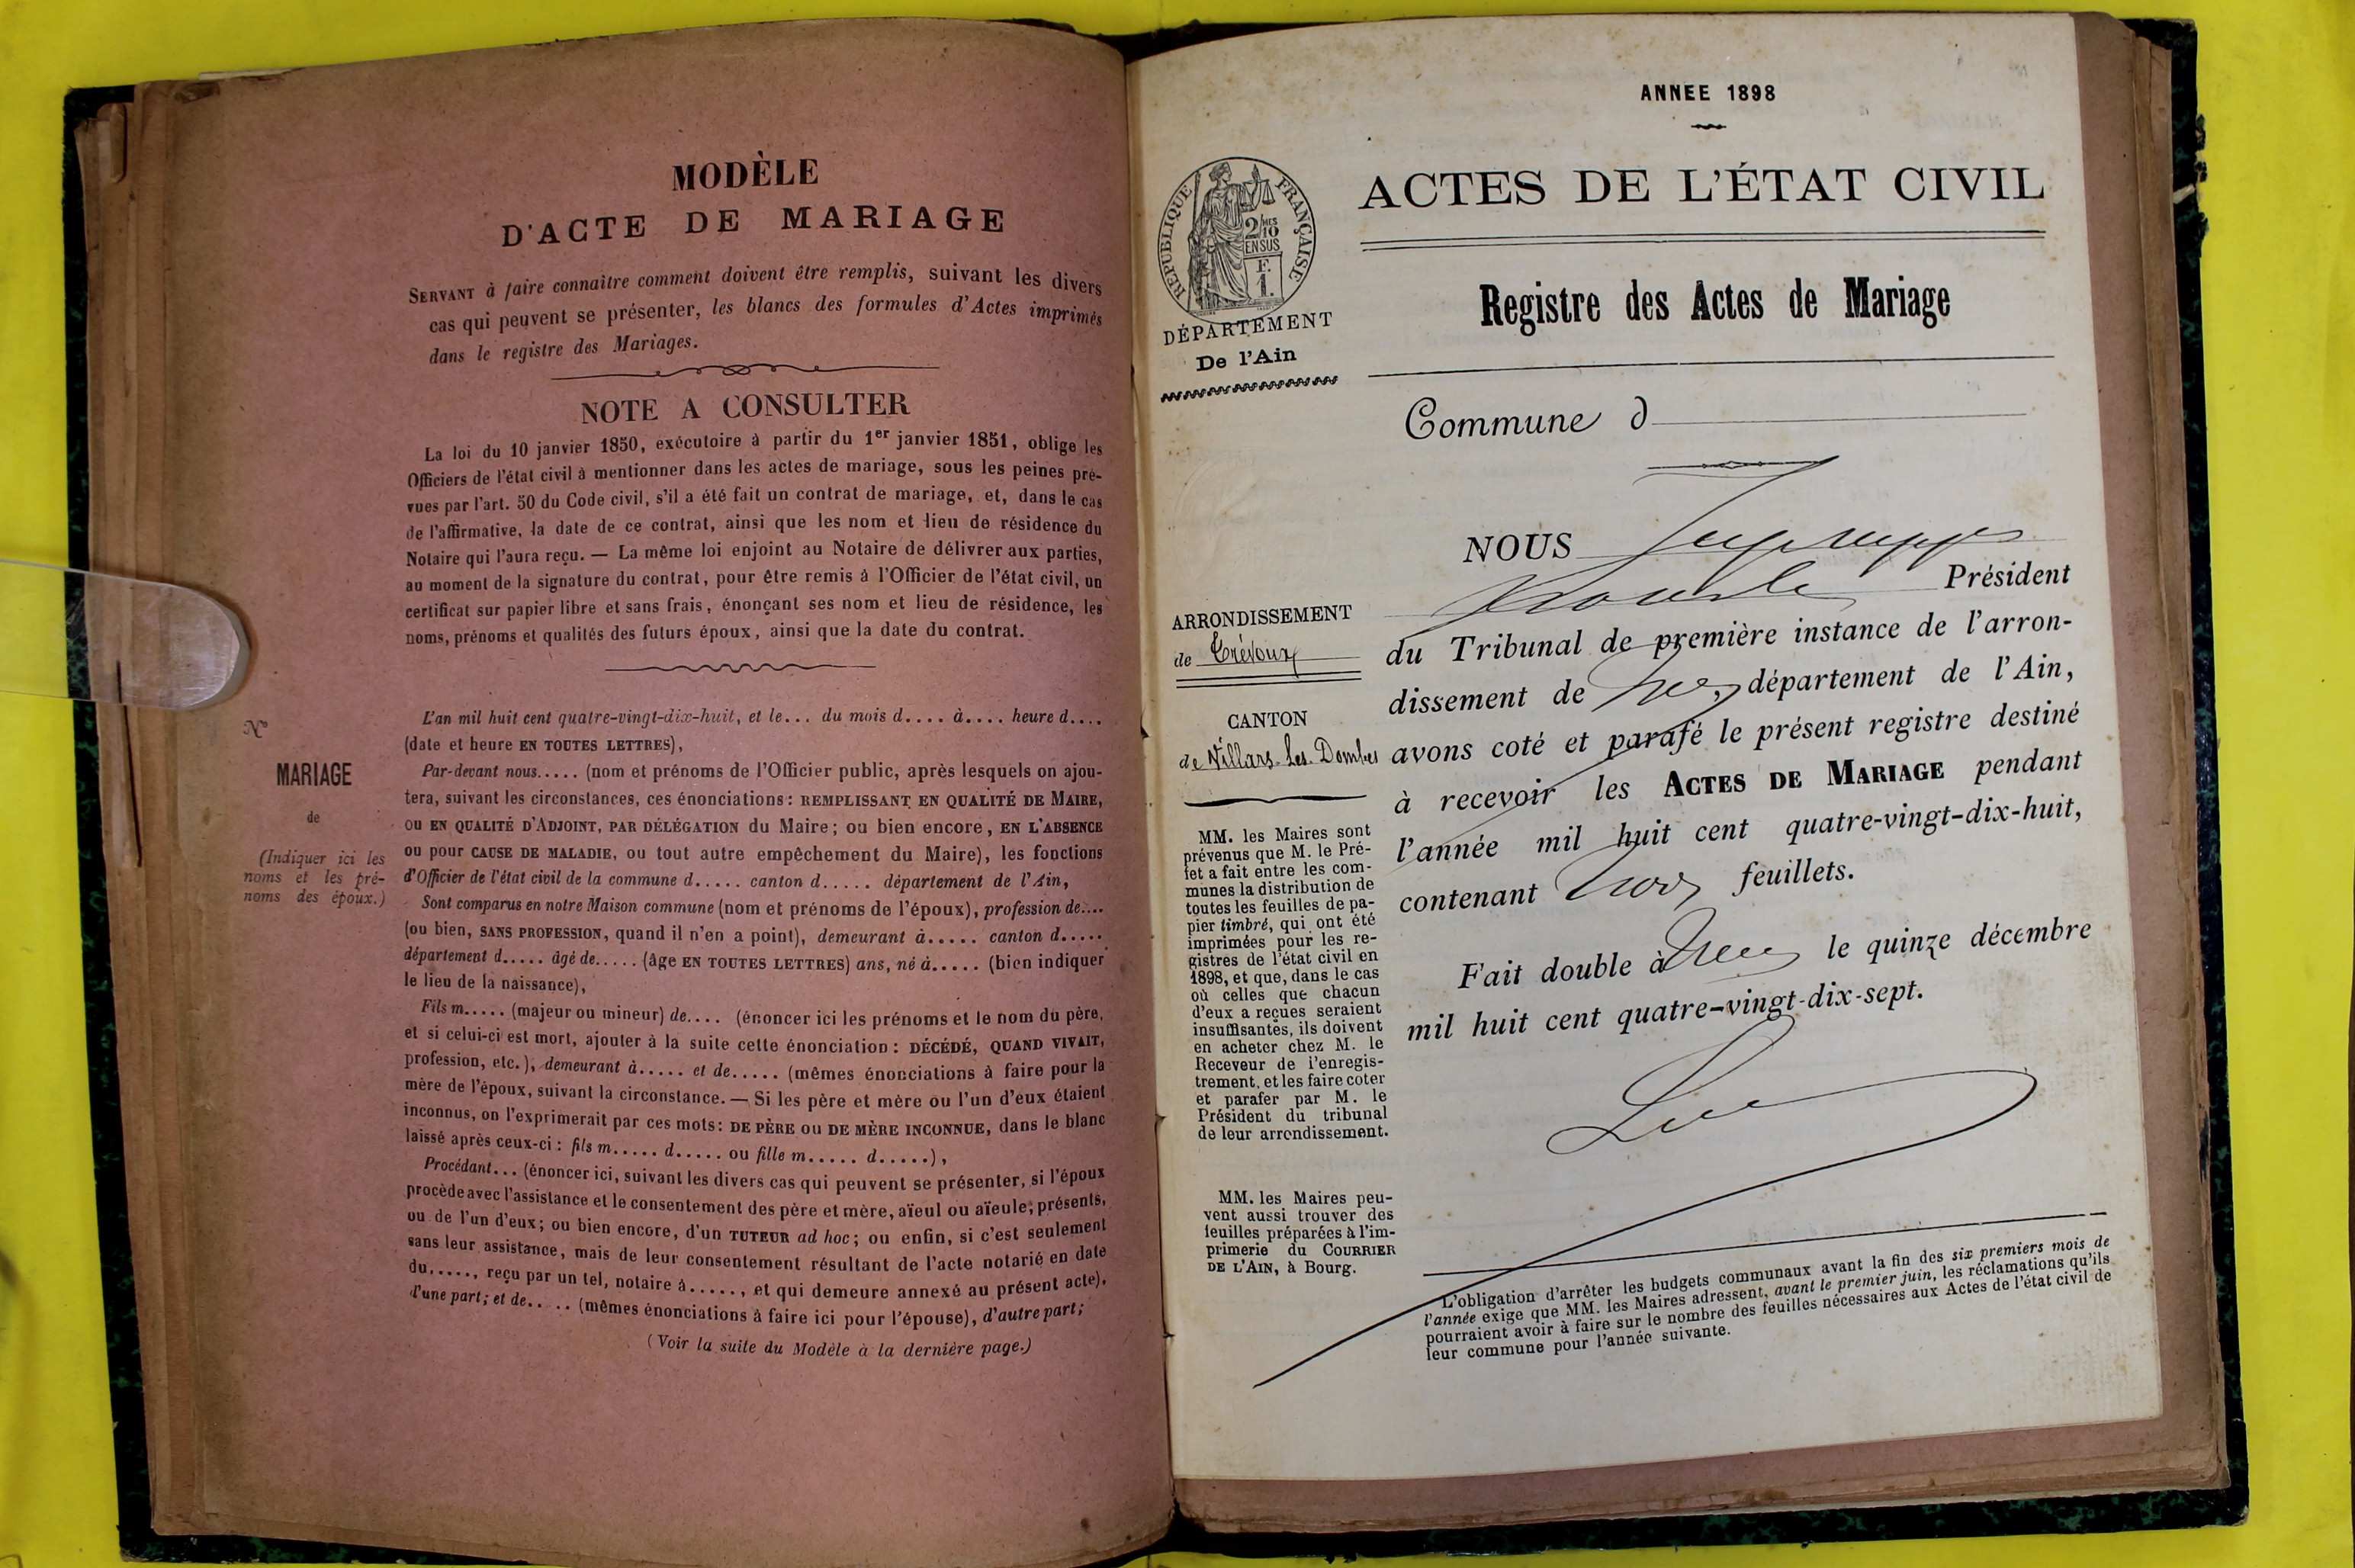 MODÈLE
D'ACTE DE MARIAGE
SERVANT à faire connaître comment doivent être remplis, suivant les divers
cas qui peuvent se présenter, les blancs des formules d'Actes imprimés
dans le registre des Mariages.
NOTE A CONSULTER
La loi du 10 janvier 1850, exécutoire à partir du 1er janvier 1851, oblige les
Officiers de l'état civil à mentionner dans les actes de mariage, sous les peines pré-
vues par l'art. 50 du Code civil, s'il a été fait un contrat de mariage, et, dans le cas
de l'affirmative, la date de ce contrat, ainsi que les nom et lieu de résidence du
Notaire qui l'aura reçu. — La même loi enjoint au Notaire de délivrer aux parties,
au moment de la signature du contrat, pour être remis à l'Officier de l'état civil, un
certificat sur papier libre et sans frais, énonçant ses nom et lieu de résidence, les
noms, prénoms et qualités des futurs époux, ainsi que la date du contrat.
N°
MARIAGE
de
(Indiquer ici les
noms et les pré-
noms des époux.)
L'an mil huit cent quatre-vingt-dix-huit, et le... du mois d.... à.... heure d....
(date et heure EN TOUTES LETTRES),
Par-devant nous..... (nom et prénoms de l'Officier public, après lesquels on ajou-
tera, suivant les circonstances, ces énonciations: REMPLISSANT EN QUALITÉ DE MAIRE,
ou EN QUALITÉ D'ADJOINT, PAR DÉLÉGATION du Maire; ou bien encore, EN L'ABSENCE
ou pour CAUSE DE MALADIE, ou tout autre empêchement du Maire), les fonctions
d'Officier de l'état civil de la commune d..... canton d..... département de l'Ain,
Sont comparus en notre Maison commune (nom et prénoms de l'époux), profession de....
(ou bien, SANS PROFESSION, quand il n'en a point), demeurant à..... canton d.....
département d..... âgé de..... (âge EN TOUTES LETTRES) ans, né à..... (bien indiquer
le lieu de la naissance),
Fils m..... (majeur ou mineur) de.... (énoncer ici les prénoms et le nom du père,
et si celui-ci est mort, ajouter à la suite cette énonciation : DÉCÉDÉ, QUAND VIVAIT,
profession, etc.), demeurant à..... et de..... (mêmes énonciations à faire pour la
mère de l'époux, suivant la circonstance. — Si les père et mère ou l'un d'eux étaient
inconnus, on l'exprimerait par ces mots: DE PÈRE OU DE MÈRE INCONNUE, dans le blanc
laissé après ceux-ci : fils m..... d..... ou fille m..... d.....),
Procédant... (énoncer ici, suivant les divers cas qui peuvent se présenter, si l'époux
procède avec l'assistance et le consentement des père et mère, aïeul ou aïeule; présents,
ou de l'un d'eux; ou bien encore, d'un TUTEUR ad hoc; ou enfin, si c'est seulement
sans leur assistance, mais de leur consentement résultant de l'acte notarié en date
du....., reçu par un tel, notaire à....., et qui demeure annexé au présent acte),
d'une part; et de.. .. (mêmes énonciations à faire ici pour l'épouse), d'autre part;
(Voir la suite du Modèle à la dernière page.)
ANNEE 1898
RÉPUBLIQUE FRANÇAISE
2/10 MES
EN SUS
F.
1.
DÉPARTEMENT
De l'Ain
ACTES DE L'ÉTAT CIVIL
Registre des Actes de Mariage
Commune d
ARRONDISSEMENT
de Trévoux
CANTON
de Villars-les-Dombes
MM. les Maires sont
prévenus que M. le Pré-
fet a fait entre les com-
munes la distribution de
toutes les feuilles de pa-
pier timbré, qui ont été
imprimées pour les re-
gistres de l'état civil en
1898, et que, dans le cas
où celles que chacun
d'eux a reçues seraient
insuffisantes, ils doivent
en acheter chez M. le
Receveur de l'enregis-
trement, et les faire coter
et parafer par M. le
Président du tribunal
de leur arrondissement.
MM. les Maires peu-
vent aussi trouver des
feuilles préparées à l'im-
primerie du COURRIER
DE L'AIN, à Bourg.
NOUS
Président
du Tribunal de première instance de l'arron-
dissement de , département de l'Ain,
avons coté et parafé le présent registre destiné
à recevoir les ACTES DE MARIAGE pendant
l'année mil huit cent quatre-vingt-dix-huit,
contenant trois feuillets.
Fait double à le quinze décembre
mil huit cent quatre-vingt-dix-sept.
L'obligation d'arrêter les budgets communaux avant la fin des six premiers mois de
l'année exige que MM. les Maires adressent, avant le premier juin, les réclamations qu'ils
pourraient avoir à faire sur le nombre des feuilles nécessaires aux Actes de l'état civil de
leur commune pour l'année suivante.